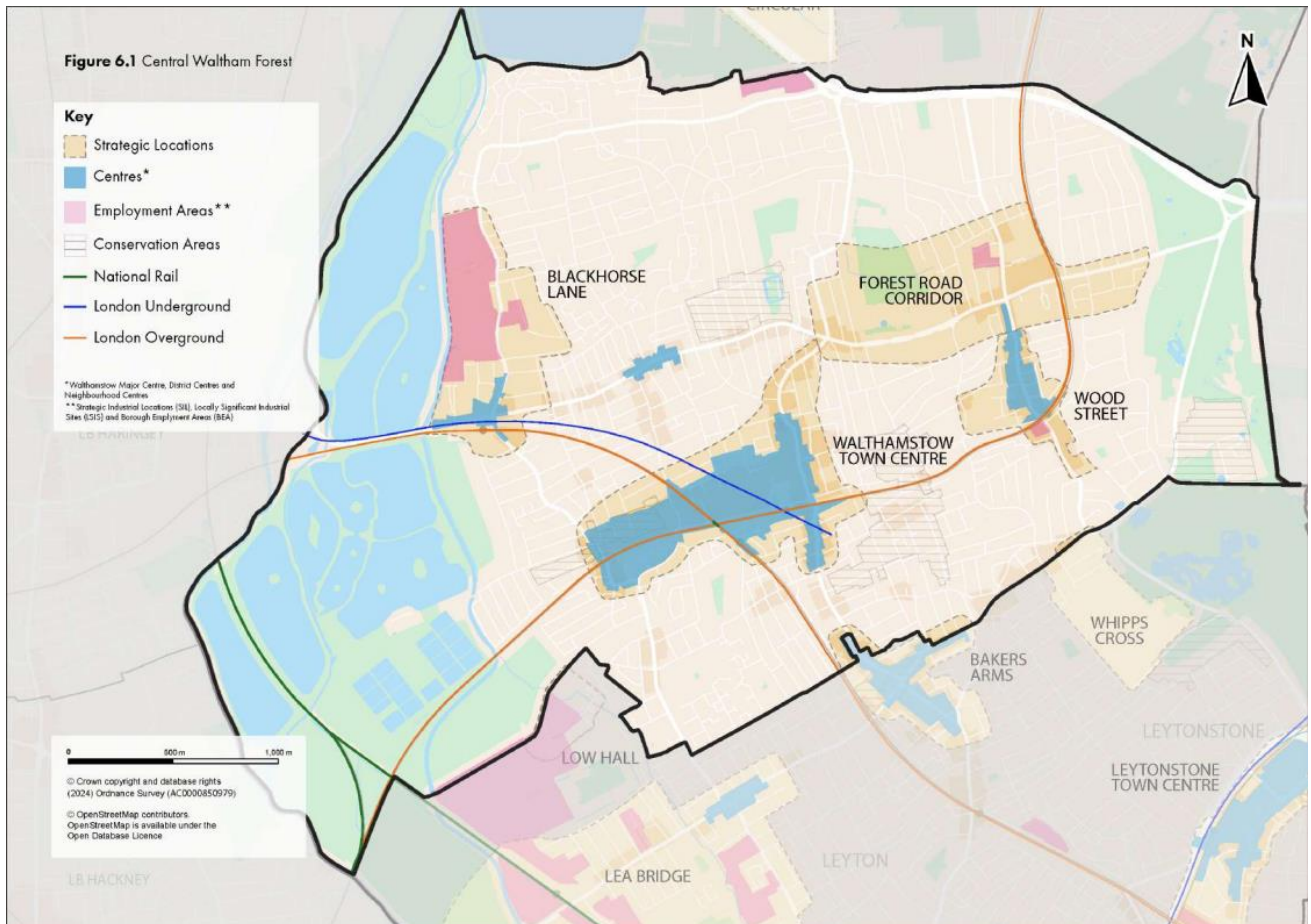 CIRCULAR
Figure 6.1 Central Waltham Forest
N
Key
Strategic Locations
Centres*
Employment Areas**
Conservation Areas
National Rail
London Underground
London Overground
*Walthamstow Major Centre, District Centres and
Neighbourhood Centres
**Strategic Industrial Locations (SIL), Locally Significant Industrial
Sites (LSIS) and Borough Employment Areas (BEA)
LB HARINGEY
BLACKHORSE
LANE
FOREST ROAD
CORRIDOR
WOOD
STREET
WALTHAMSTOW
TOWN CENTRE
WHIPPS
CROSS
BAKERS
ARMS
LEYTONSTONE
LEYTONSTONE
TOWN CENTRE
LOW HALL
LEYTON
LEA BRIDGE
0 500 m 1,000 m
© Crown copyright and database rights
(2024) Ordnance Survey (AC0000850979)
© OpenStreetMap contributors.
OpenStreetMap is available under the
Open Database Licence
LB HACKNEY